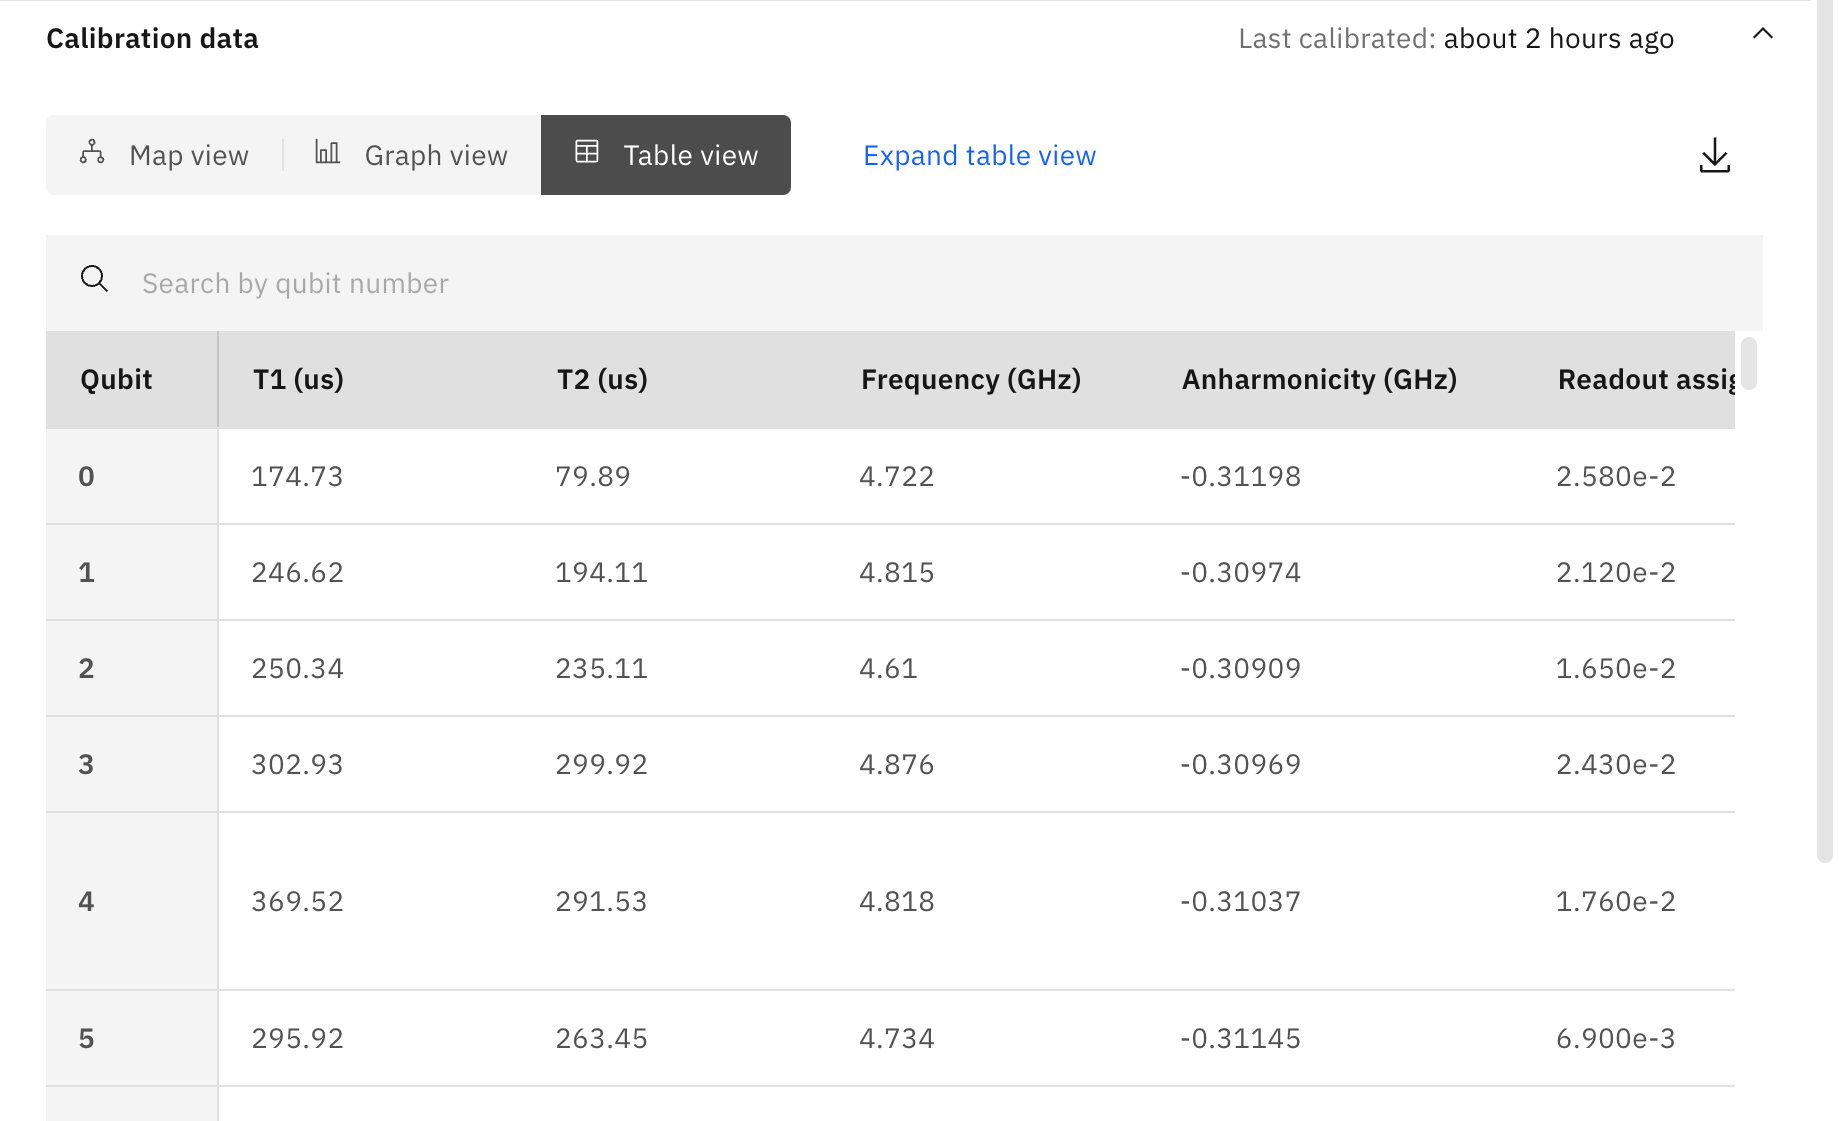 Calibration data Last calibrated: about 2 hours ago
Map view Graph view Table view Expand table view
Search by qubit number
Qubit T1 (us) T2 (us) Frequency (GHz) Anharmonicity (GHz) Readout assig
0 174.73 79.89 4.722 -0.31198 2.580e-2
1 246.62 194.11 4.815 -0.30974 2.120e-2
2 250.34 235.11 4.61 -0.30909 1.650e-2
3 302.93 299.92 4.876 -0.30969 2.430e-2
4 369.52 291.53 4.818 -0.31037 1.760e-2
5 295.92 263.45 4.734 -0.31145 6.900e-3